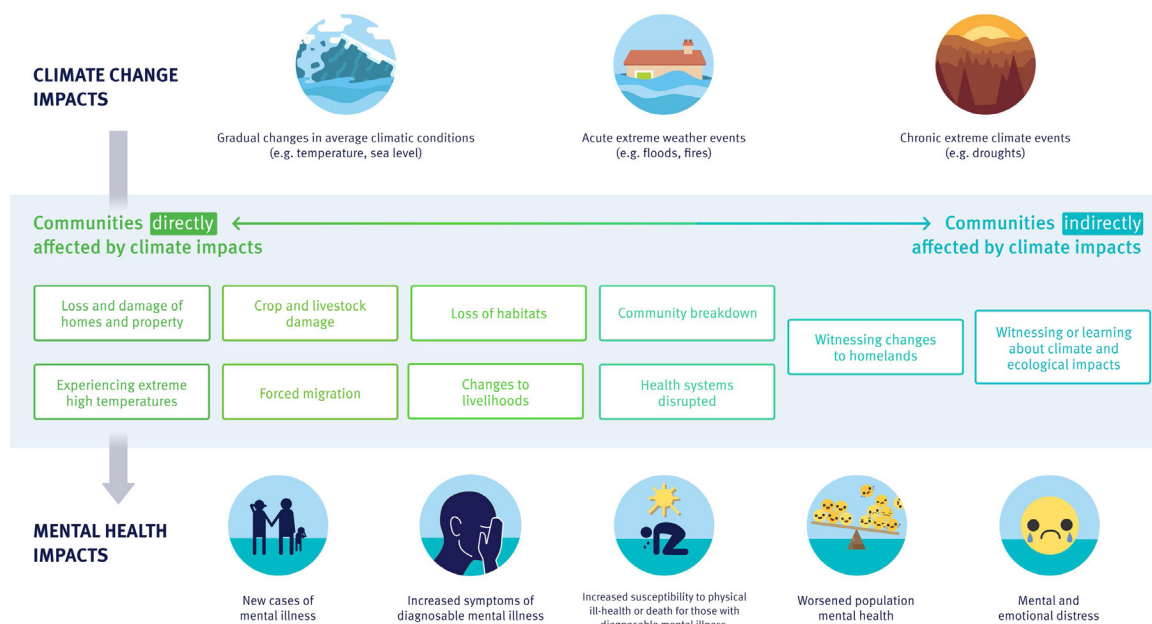 CLIMATE CHANGE
IMPACTS
Gradual changes in average climatic conditions
(e.g. temperature, sea level)
Acute extreme weather events
(e.g. floods, fires)
Chronic extreme climate events
(e.g. droughts)
Communities directly
affected by climate impacts
Communities indirectly
affected by climate impacts
Loss and damage of
homes and property
Crop and livestock
damage
Loss of habitats
Community breakdown
Witnessing changes
to homelands
Witnessing or learning
about climate and
ecological impacts
Experiencing extreme
high temperatures
Forced migration
Changes to
livelihoods
Health systems
disrupted
MENTAL HEALTH
IMPACTS
New cases of
mental illness
Increased symptoms of
diagnosable mental illness
Increased susceptibility to physical
ill-health or death for those with
diagnosable mental illness
Worsened population
mental health
Mental and
emotional distress